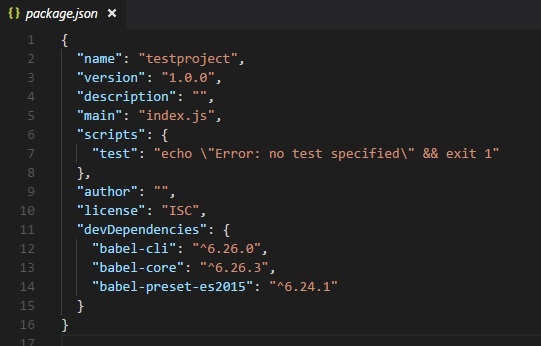 {} package.json ×
1 {
2   "name": "testproject",
3   "version": "1.0.0",
4   "description": "",
5   "main": "index.js",
6   "scripts": {
7     "test": "echo \"Error: no test specified\" && exit 1"
8   },
9   "author": "",
10   "license": "ISC",
11   "devDependencies": {
12     "babel-cli": "^6.26.0",
13     "babel-core": "^6.26.3",
14     "babel-preset-es2015": "^6.24.1"
15   }
16 }
17